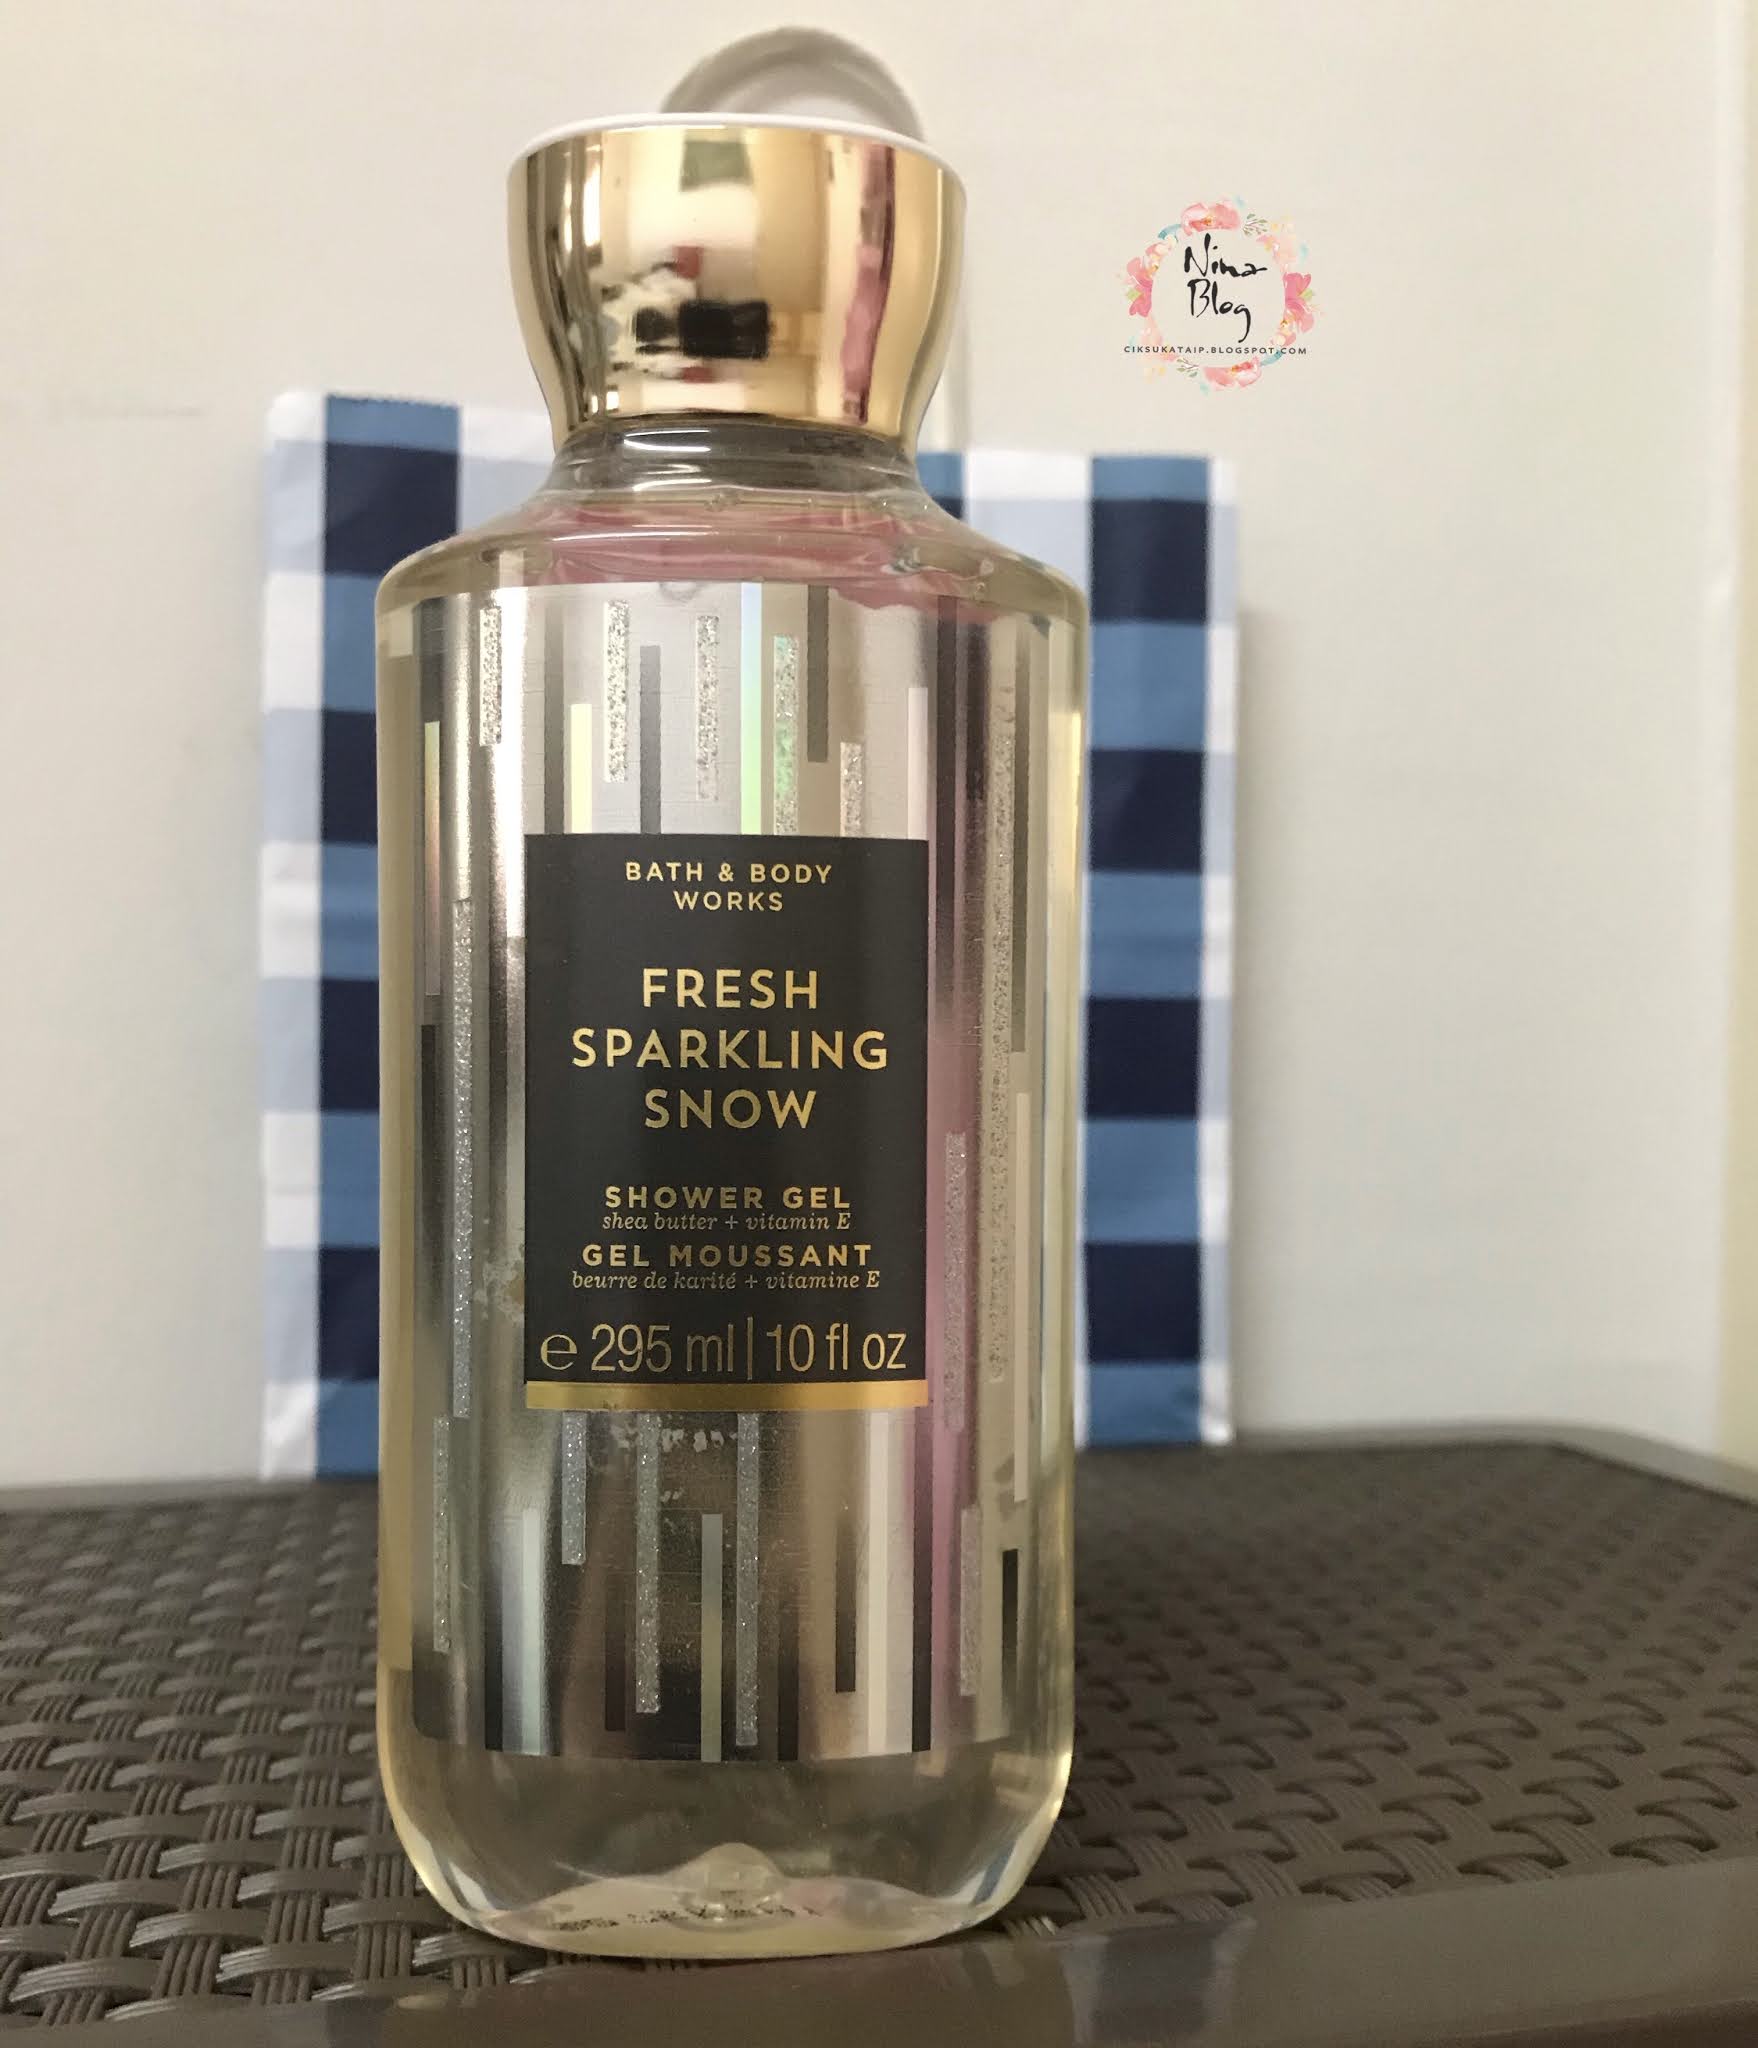 Nina
Blog
CIKSUKATAIP.BLOGSPOT.COM
BATH & BODY
WORKS
FRESH
SPARKLING
SNOW
SHOWER GEL
shea butter + vitamin E
GEL MOUSSANT
beurre de karité + vitamine E
℮ 295 ml | 10 fl oz